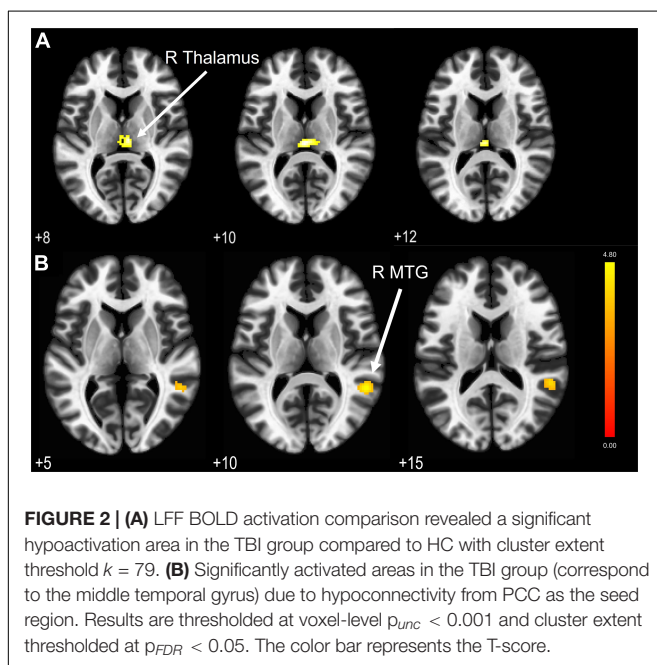 A
R Thalamus
+8 +10 +12
B
R MTG
4.80
0.00
+5 +10 +15
FIGURE 2 | (A) LFF BOLD activation comparison revealed a significant
hypoactivation area in the TBI group compared to HC with cluster extent
threshold k = 79. (B) Significantly activated areas in the TBI group (correspond
to the middle temporal gyrus) due to hypoconnectivity from PCC as the seed
region. Results are thresholded at voxel-level punc < 0.001 and cluster extent
thresholded at pFDR < 0.05. The color bar represents the T-score.